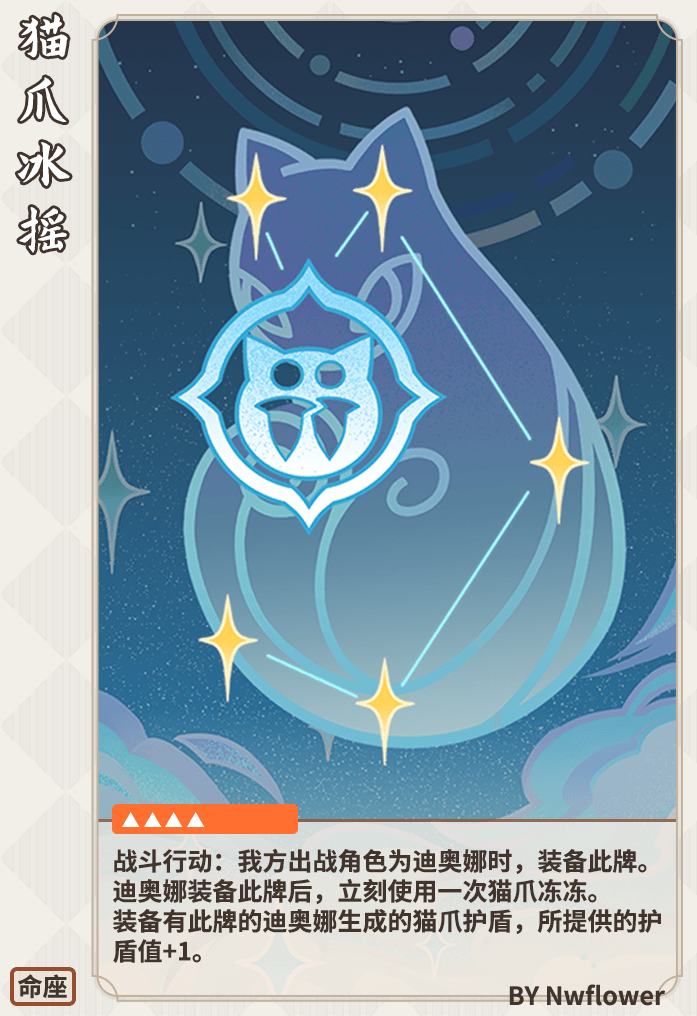 猫爪冰摇
战斗行动：我方出战角色为迪奥娜时，装备此牌。
迪奥娜装备此牌后，立刻使用一次猫爪冻冻。
装备有此牌的迪奥娜生成的猫爪护盾，所提供的护
盾值+1。
命座
BY Nwflower